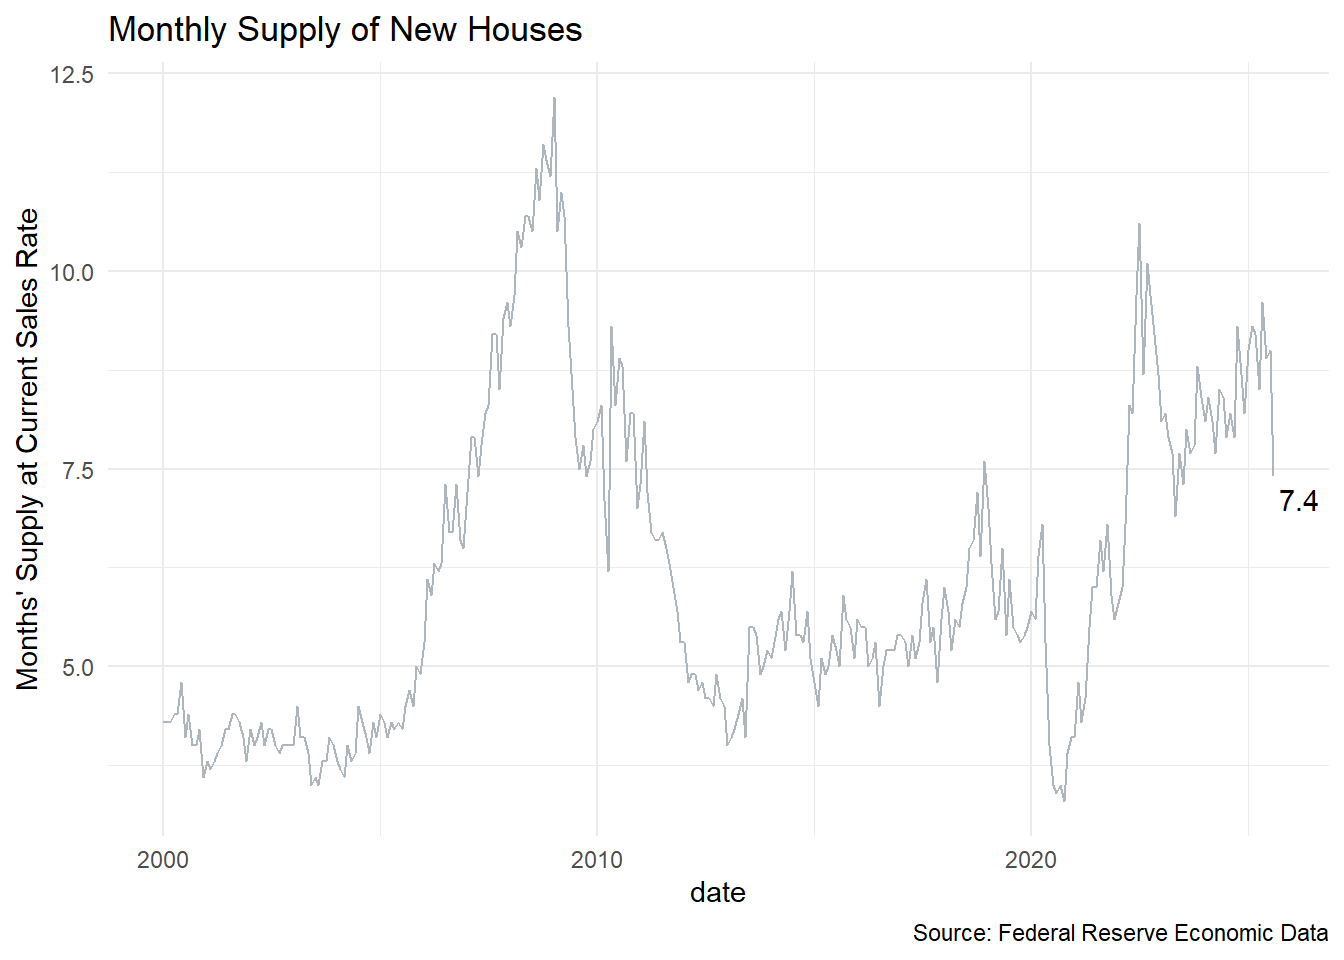 Monthly Supply of New Houses
Months' Supply at Current Sales Rate
12.5
10.0
7.5
5.0
7.4
2000
2010
2020
date
Source: Federal Reserve Economic Data